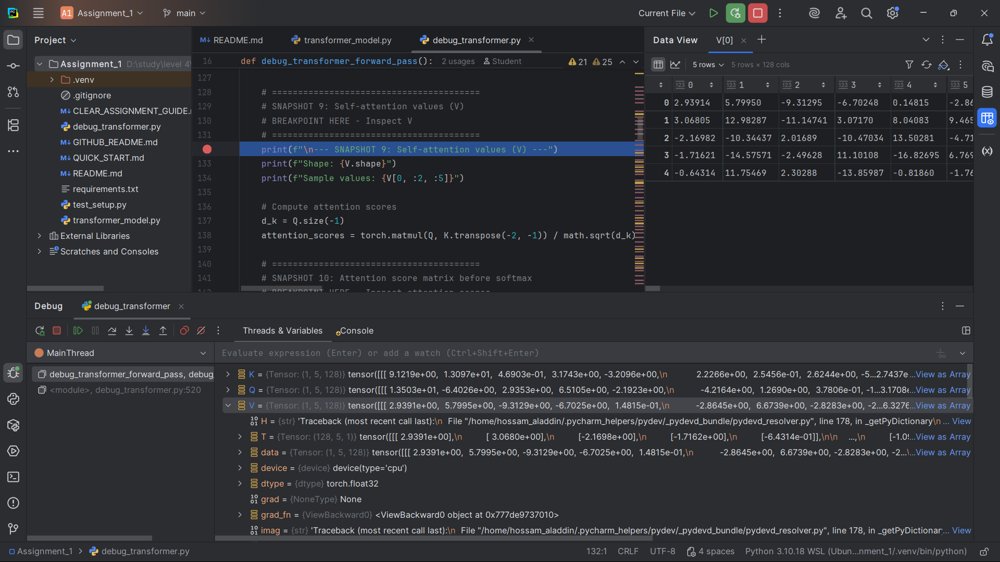 A1 Assignment_1 main Current File
Project
README.md transformer_model.py debug_transformer.py
Data View V[0]
Assignment_1 D:\study\level 4\
.venv
.gitignore
CLEAR_ASSIGNMENT_GUIDE.
debug_transformer.py
GITHUB_README.md
QUICK_START.md
README.md
requirements.txt
test_setup.py
transformer_model.py
External Libraries
Scratches and Consoles
16 def debug_transformer_forward_pass(): 2 usages Student 21 25
127
128 # ========================================
129 # SNAPSHOT 9: Self-attention values (V)
130 # BREAKPOINT HERE - Inspect V
131 # ========================================
print(f"\n--- SNAPSHOT 9: Self-attention values (V) ---")
133 print(f"Shape: {V.shape}")
134 print(f"Sample values: {V[0, :2, :5]}")
135
136 # Compute attention scores
137 d_k = Q.size(-1)
138 attention_scores = torch.matmul(Q, K.transpose(-2, -1)) / math.sqrt(d_k)
139
140 # ========================================
141 # SNAPSHOT 10: Attention score matrix before softmax
142 # BREAKPOINT HERE - Inspect attention scores
5 rows 5 rows × 128 cols
0 1 2 3 4 5
0 2.93914 5.79950 -9.31295 -6.70248 0.14815 -2.86
1 3.06805 12.98287 -11.14741 3.07170 8.04083 9.465
2 -2.16982 -10.34437 2.01689 -10.47034 13.50281 -4.71
3 -1.71621 -14.57571 -2.49628 11.10108 -16.82695 6.769
4 -0.64314 11.75469 2.30288 -13.85987 -0.81860 -1.76
Debug debug_transformer
Threads & Variables Console
MainThread
debug_transformer_forward_pass, debug_
<module>, debug_transformer.py:520
Evaluate expression (Enter) or add a watch (Ctrl+Shift+Enter)
K = {Tensor: (1, 5, 128)} tensor([[[ 9.1219e+00, 1.3097e+01, 4.6903e-01, 3.1743e+00, -3.2096e+00,\n 2.2266e+00, 2.5456e-01, 2.6244e+00, -5...2.7437e...View as Array
Q = {Tensor: (1, 5, 128)} tensor([[[ 1.3503e+01, -6.4026e+00, 2.9353e+00, 6.5105e+00, -2.1923e+00,\n -4.2164e+00, 1.2690e+00, 3.7806e-01, -1...3.1708e...View as Array
V = {Tensor: (1, 5, 128)} tensor([[[ 2.9391e+00, 5.7995e+00, -9.3129e+00, -6.7025e+00, 1.4815e-01,\n -2.8645e+00, 6.6739e+00, -2.8283e+00, -2...6.3276...View as Array
H = {str} 'Traceback (most recent call last):\n File "/home/hossam_aladdin/.pycharm_helpers/pydev/_pydevd_bundle/pydevd_resolver.py", line 178, in _getPyDictionary\n ... View
T = {Tensor: (128, 5, 1)} tensor([[[ 2.9391e+00],\n [ 3.0680e+00],\n [-2.1698e+00],\n [-1.7162e+00],\n [-6.4314e-01]],\n\n ...,\n [-1.09...View as Array
data = {Tensor: (1, 5, 128)} tensor([[[ 2.9391e+00, 5.7995e+00, -9.3129e+00, -6.7025e+00, 1.4815e-01,\n -2.8645e+00, 6.6739e+00, -2.8283e+00, -2...\...View as Array
device = {device} device(type='cpu')
dtype = {dtype} torch.float32
grad = {NoneType} None
grad_fn = {ViewBackward0} <ViewBackward0 object at 0x777de9737010>
imag = {str} 'Traceback (most recent call last):\n File "/home/hossam_aladdin/.pycharm_helpers/pydev/_pydevd_bundle/pydevd_resolver.py", line 178, in _getPyDictionar... View
Assignment_1 > debug_transformer.py 132:1 CRLF UTF-8 4 spaces Python 3.10.18 WSL (Ubun...nment_1/.venv/bin/python)